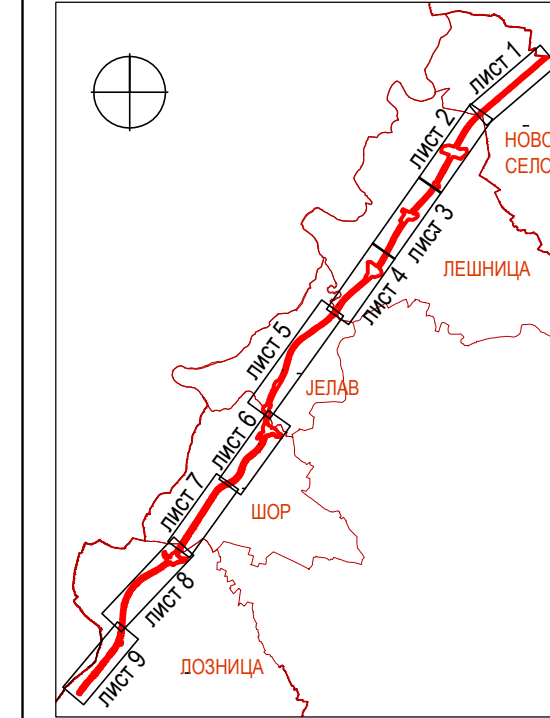 ЛИСТ 1
ЛИСТ 2
НОВО
СЕЛО
ЛИСТ 3
ЛЕШНИЦА
ЛИСТ 4
ЛИСТ 5
ЈЕЛАВ
ЛИСТ 6
ЛИСТ 7
ШОР
ЛИСТ 8
ЛОЗНИЦА
ЛИСТ 9